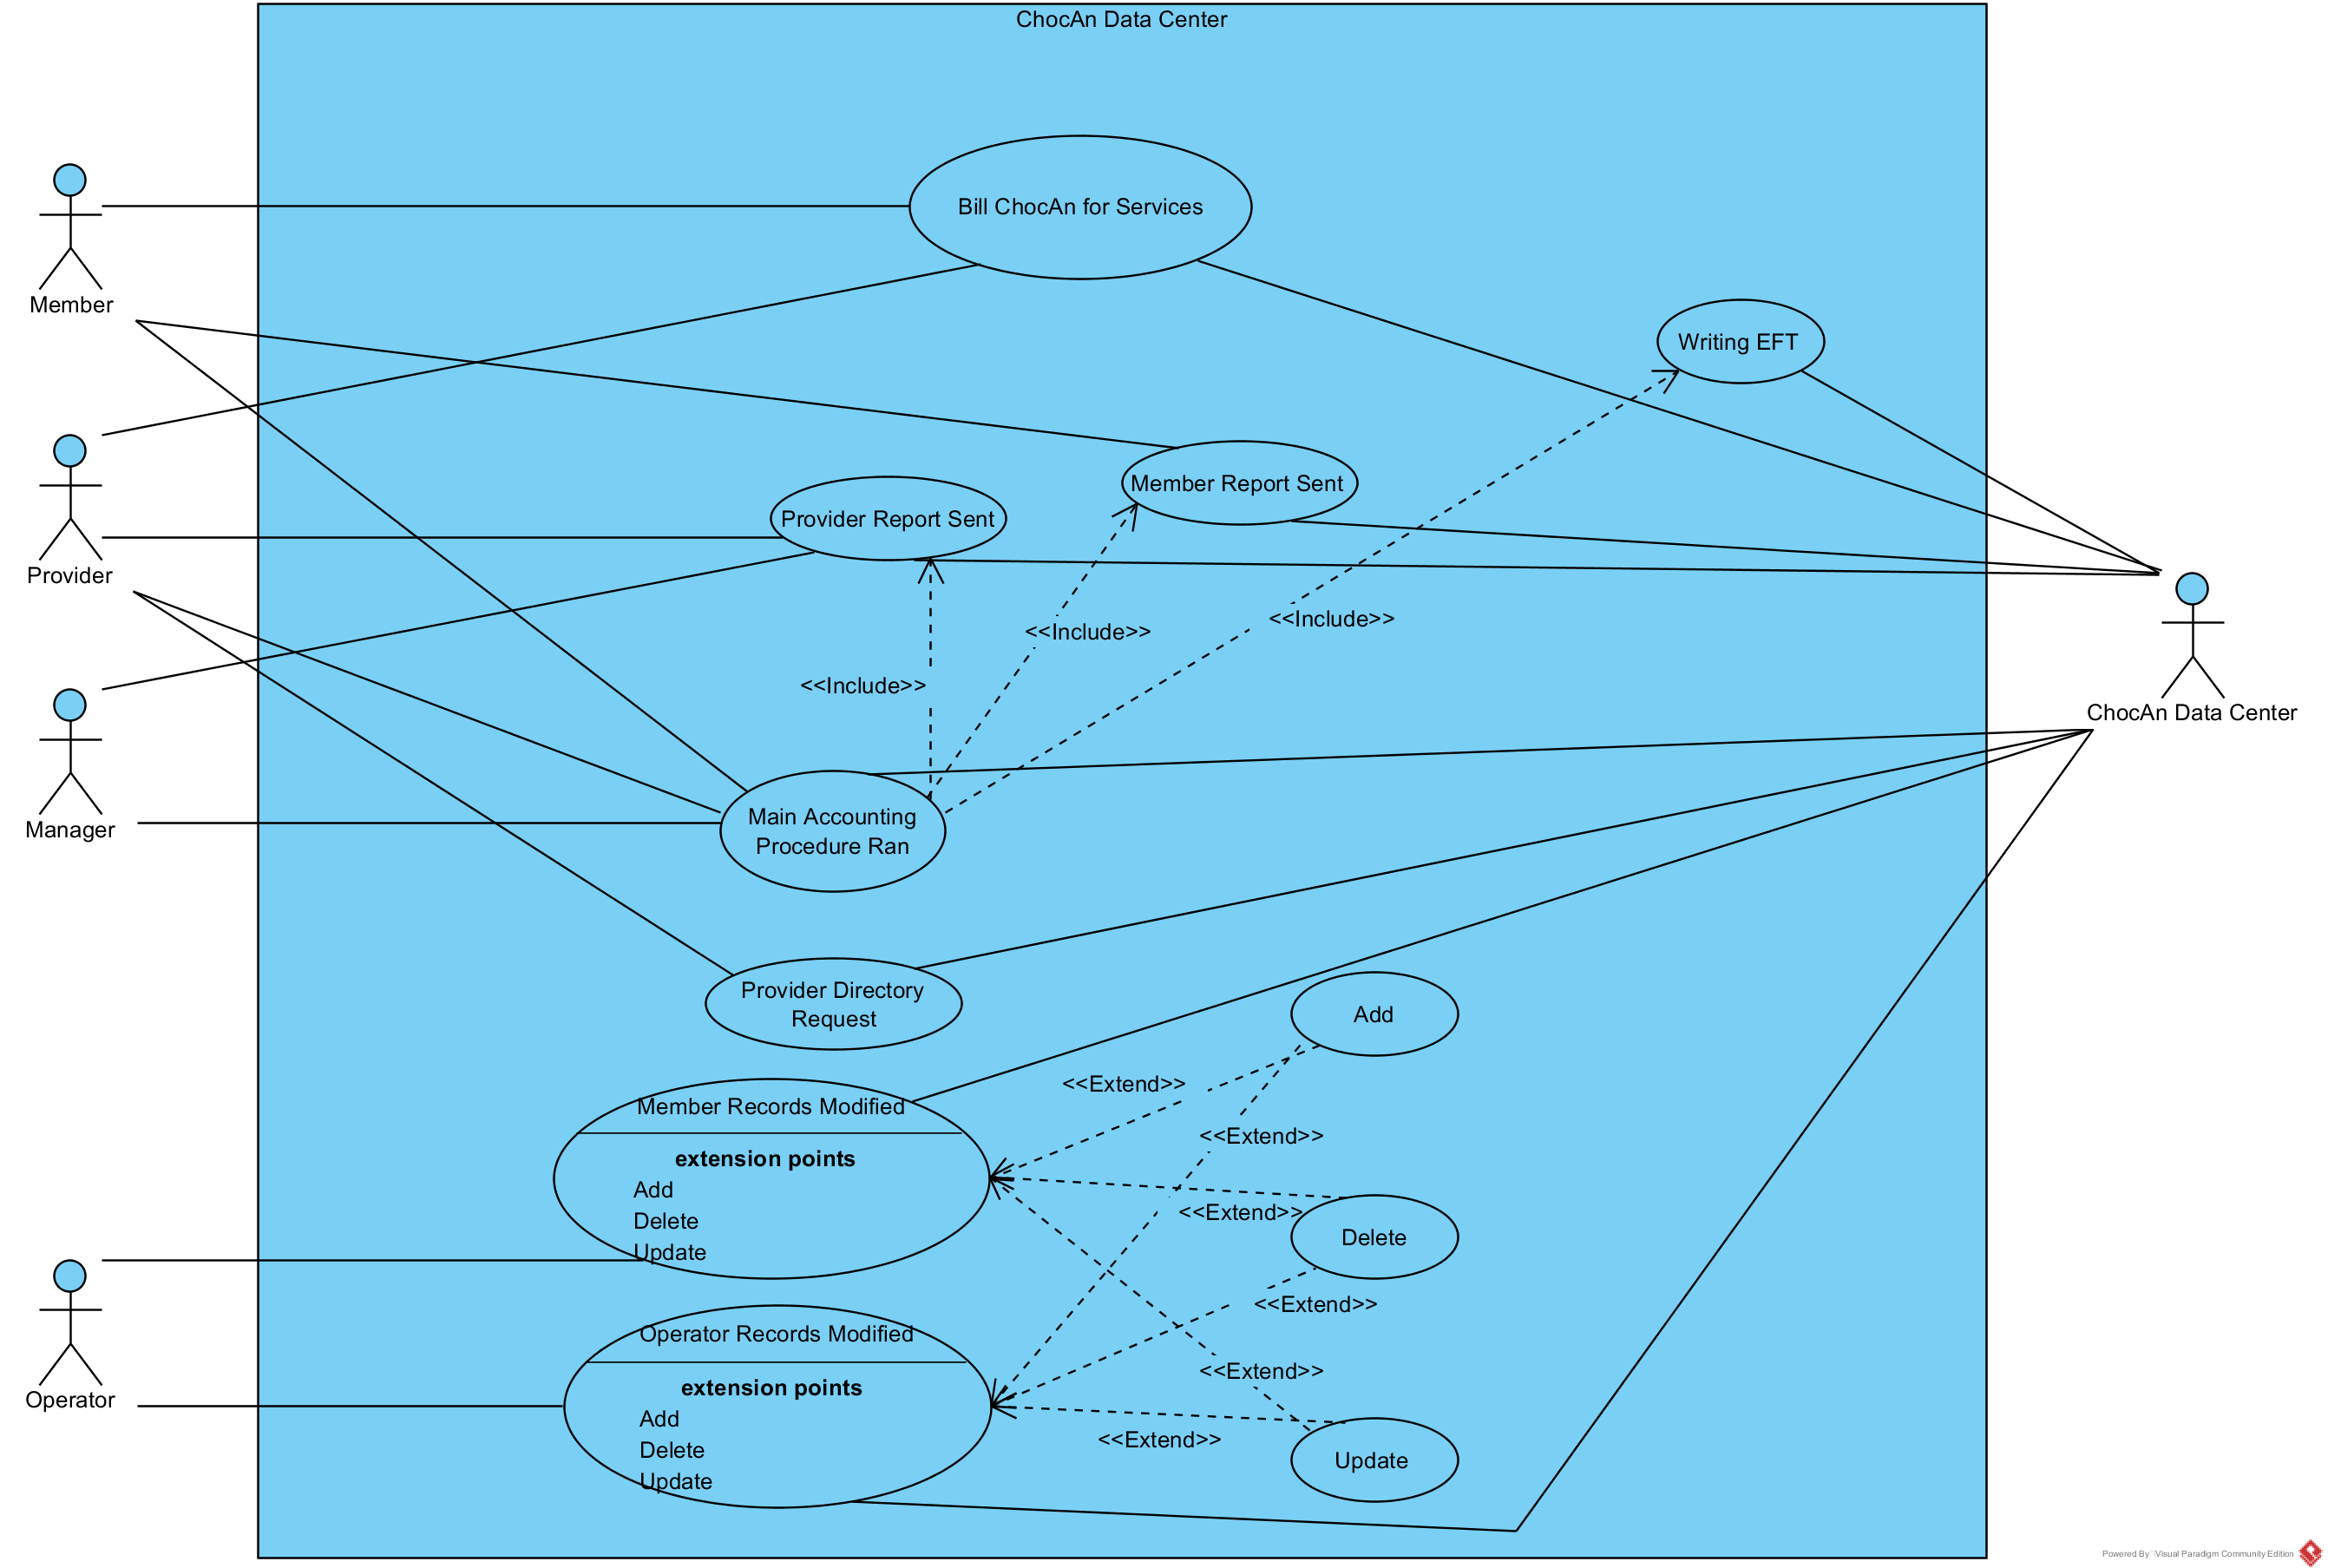 ChocAn Data Center
Bill ChocAn for Services
Member
Writing EFT
Member Report Sent
Provider Report Sent
Provider
<<Include>>
<<Include>>
<<Include>>
ChocAn Data Center
Main Accounting
Procedure Ran
Manager
Provider Directory
Request
Add
<<Extend>>
Member Records Modified
<<Extend>>
extension points
Add
Delete
Update
<<Extend>>
Delete
<<Extend>>
Operator Records Modified
<<Extend>>
extension points
Add
Delete
Update
Operator
<<Extend>>
Update
Powered By Visual Paradigm Community Edition